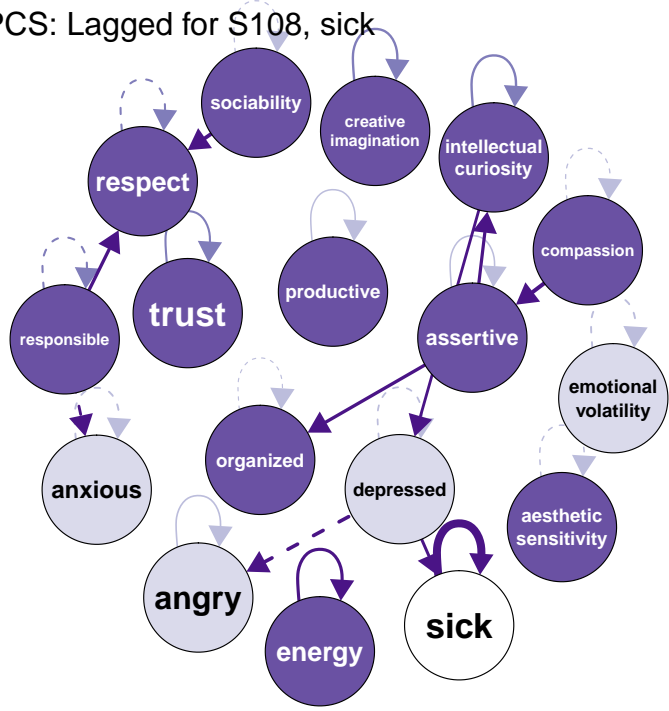 PCS: Lagged for S108, sick
sociability
creative
imagination
intellectual
curiosity
respect
compassion
productive
trust
responsible
assertive
emotional
volatility
organized
depressed
anxious
aesthetic
sensitivity
angry
sick
energy